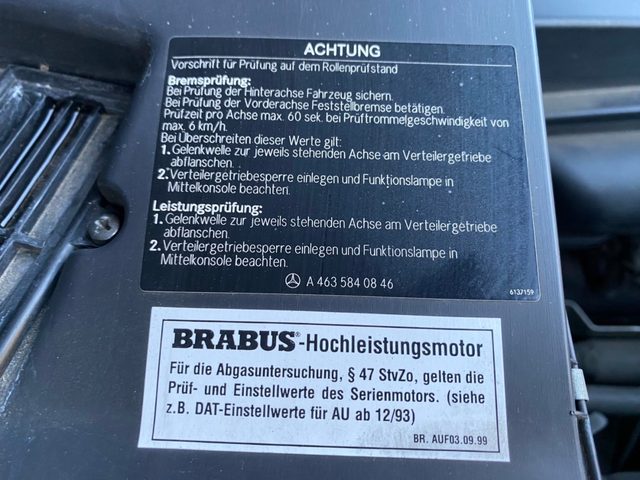 ACHTUNG
Vorschrift für Prüfung auf dem Rollenprüfstand
Bremsprüfung:
Bei Prüfung der Hinterachse Fahrzeug sichern.
Bei Prüfung der Vorderachse Feststellbremse betätigen.
Prüfzeit pro Achse max. 60 sek. bei Prüftrommelgeschwindigkeit von
max. 6 km/h.
Bei Überschreiten dieser Werte gilt:
1. Gelenkwelle zur jeweils stehenden Achse am Verteilergetriebe
abflanschen.
2. Verteilergetriebesperre einlegen und Funktionslampe in
Mittelkonsole beachten.
Leistungsprüfung:
1. Gelenkwelle zur jeweils stehenden Achse am Verteilergetriebe
abflanschen.
2. Verteilergetriebesperre einlegen und Funktionslampe in
Mittelkonsole beachten.
A 463 584 08 46
6137159
BRABUS®-Hochleistungsmotor
Für die Abgasuntersuchung, § 47 StvZo, gelten die
Prüf- und Einstellwerte des Serienmotors. (siehe
z.B. DAT-Einstellwerte für AU ab 12/93)
BR. AUF03.09.99